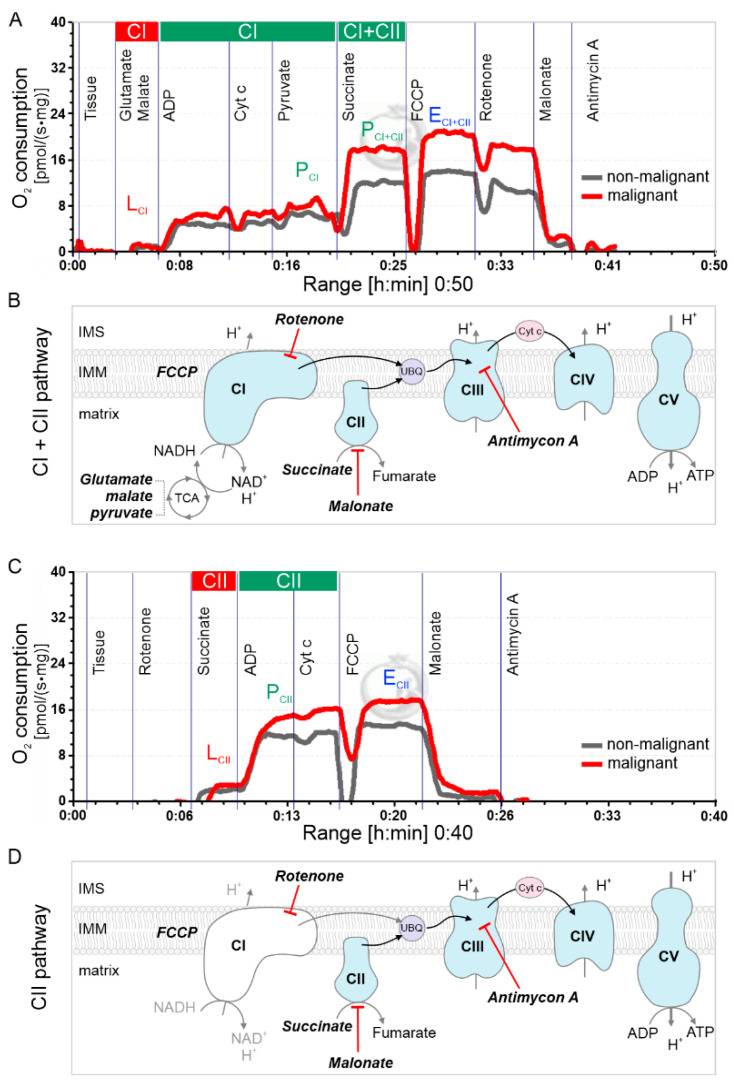 A
CI
CI
CI+CII
40
32
24
16
8
0
O2 consumption
[pmol/(s•mg)]
Tissue
Glutamate
Malate
ADP
Cyt c
Pyruvate
Succinate
FCCP
Rotenone
Malonate
Antimycin A
LCI
PCI
PCI+CII
ECI+CII
non-malignant
malignant
0:00
0:08
0:16
0:25
0:33
0:41
0:50
Range [h:min] 0:50
B
CI + CII pathway
IMS
IMM
matrix
H+
Rotenone
FCCP
CI
UBQ
CII
H+
CIII
Cyt c
H+
CIV
H+
CV
Antimycon A
NADH
NAD+
H+
Glutamate
malate
pyruvate
TCA
Succinate
Fumarate
Malonate
ADP
H+
ATP
C
CII
CII
40
32
24
16
8
0
O2 consumption
[pmol/(s•mg)]
Tissue
Rotenone
Succinate
ADP
Cyt c
FCCP
Malonate
Antimycin A
LCII
PCII
ECII
non-malignant
malignant
0:00
0:06
0:13
0:20
0:26
0:33
0:40
Range [h:min] 0:40
D
CII pathway
IMS
IMM
matrix
H+
Rotenone
FCCP
CI
UBQ
CII
H+
CIII
Cyt c
H+
CIV
H+
CV
Antimycon A
NADH
NAD+
H+
Succinate
Fumarate
Malonate
ADP
H+
ATP